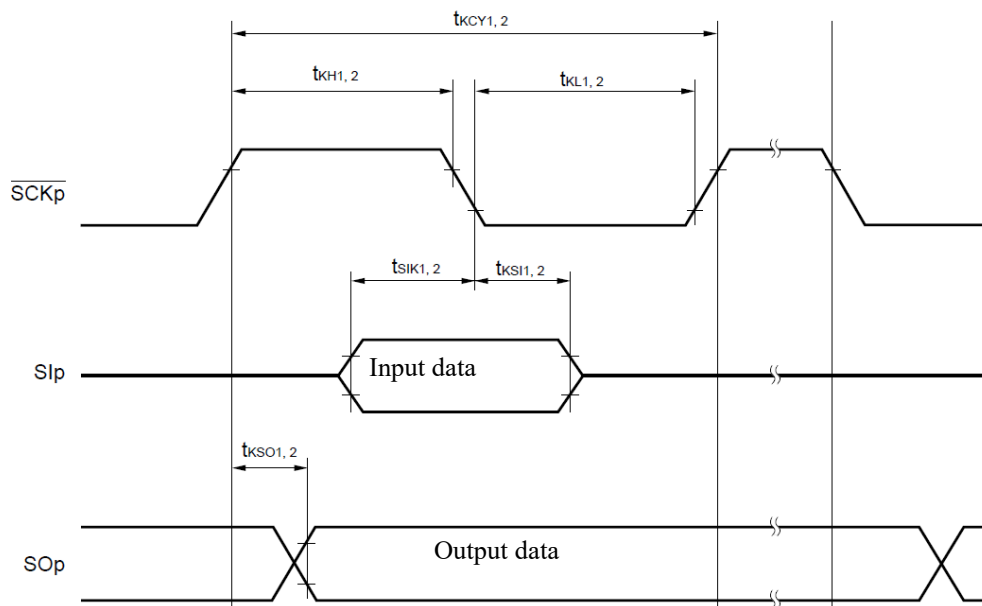 tKCY1, 2
tKH1, 2
tKL1, 2
SCKp
tSIK1, 2
tKSI1, 2
SIp
Input data
tKSO1, 2
SOp
Output data